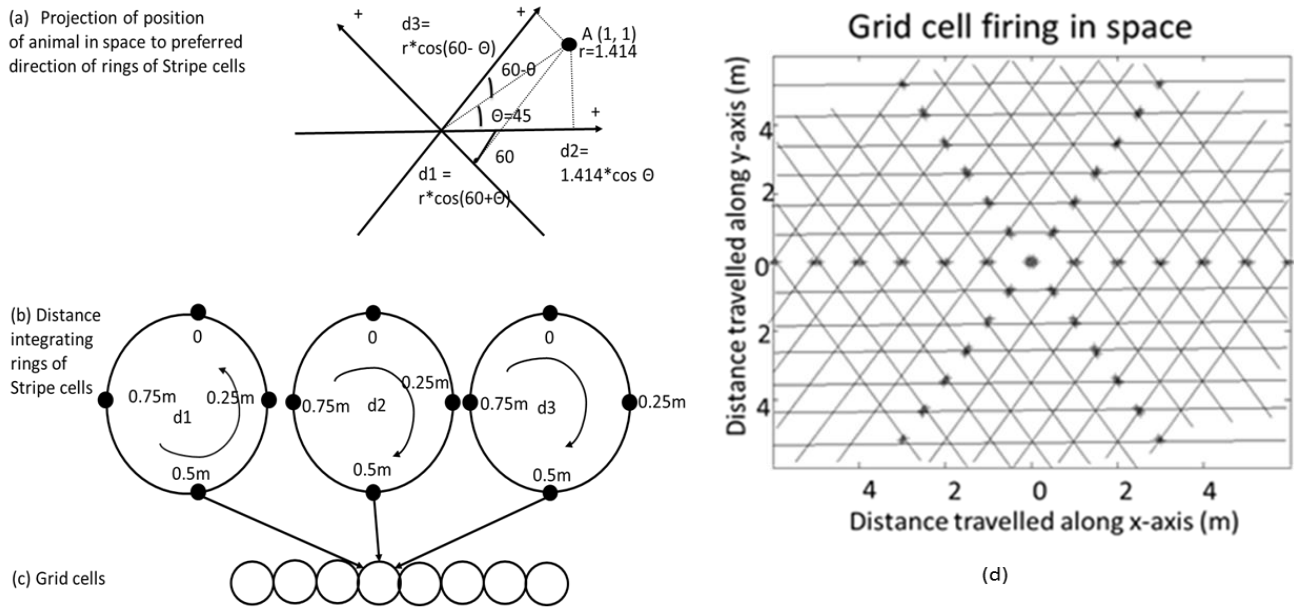 (a) Projection of position
of animal in space to preferred
direction of rings of Stripe cells
+
d3=
r*cos(60- Θ)
+
A (1, 1)
r=1.414
60-θ
Θ=45
+
60
d2=
1.414*cos Θ
d1 =
r*cos(60+Θ)
(b) Distance
integrating
rings of
Stripe cells
0
0.75m
0.25m
d1
0.5m
0
0.75m
0.25m
d2
0.5m
0
0.75m
0.25m
d3
0.5m
(c) Grid cells
Grid cell firing in space
Distance travelled along y-axis (m)
4
2
0
2
4
4 2 0 2 4
Distance travelled along x-axis (m)
(d)